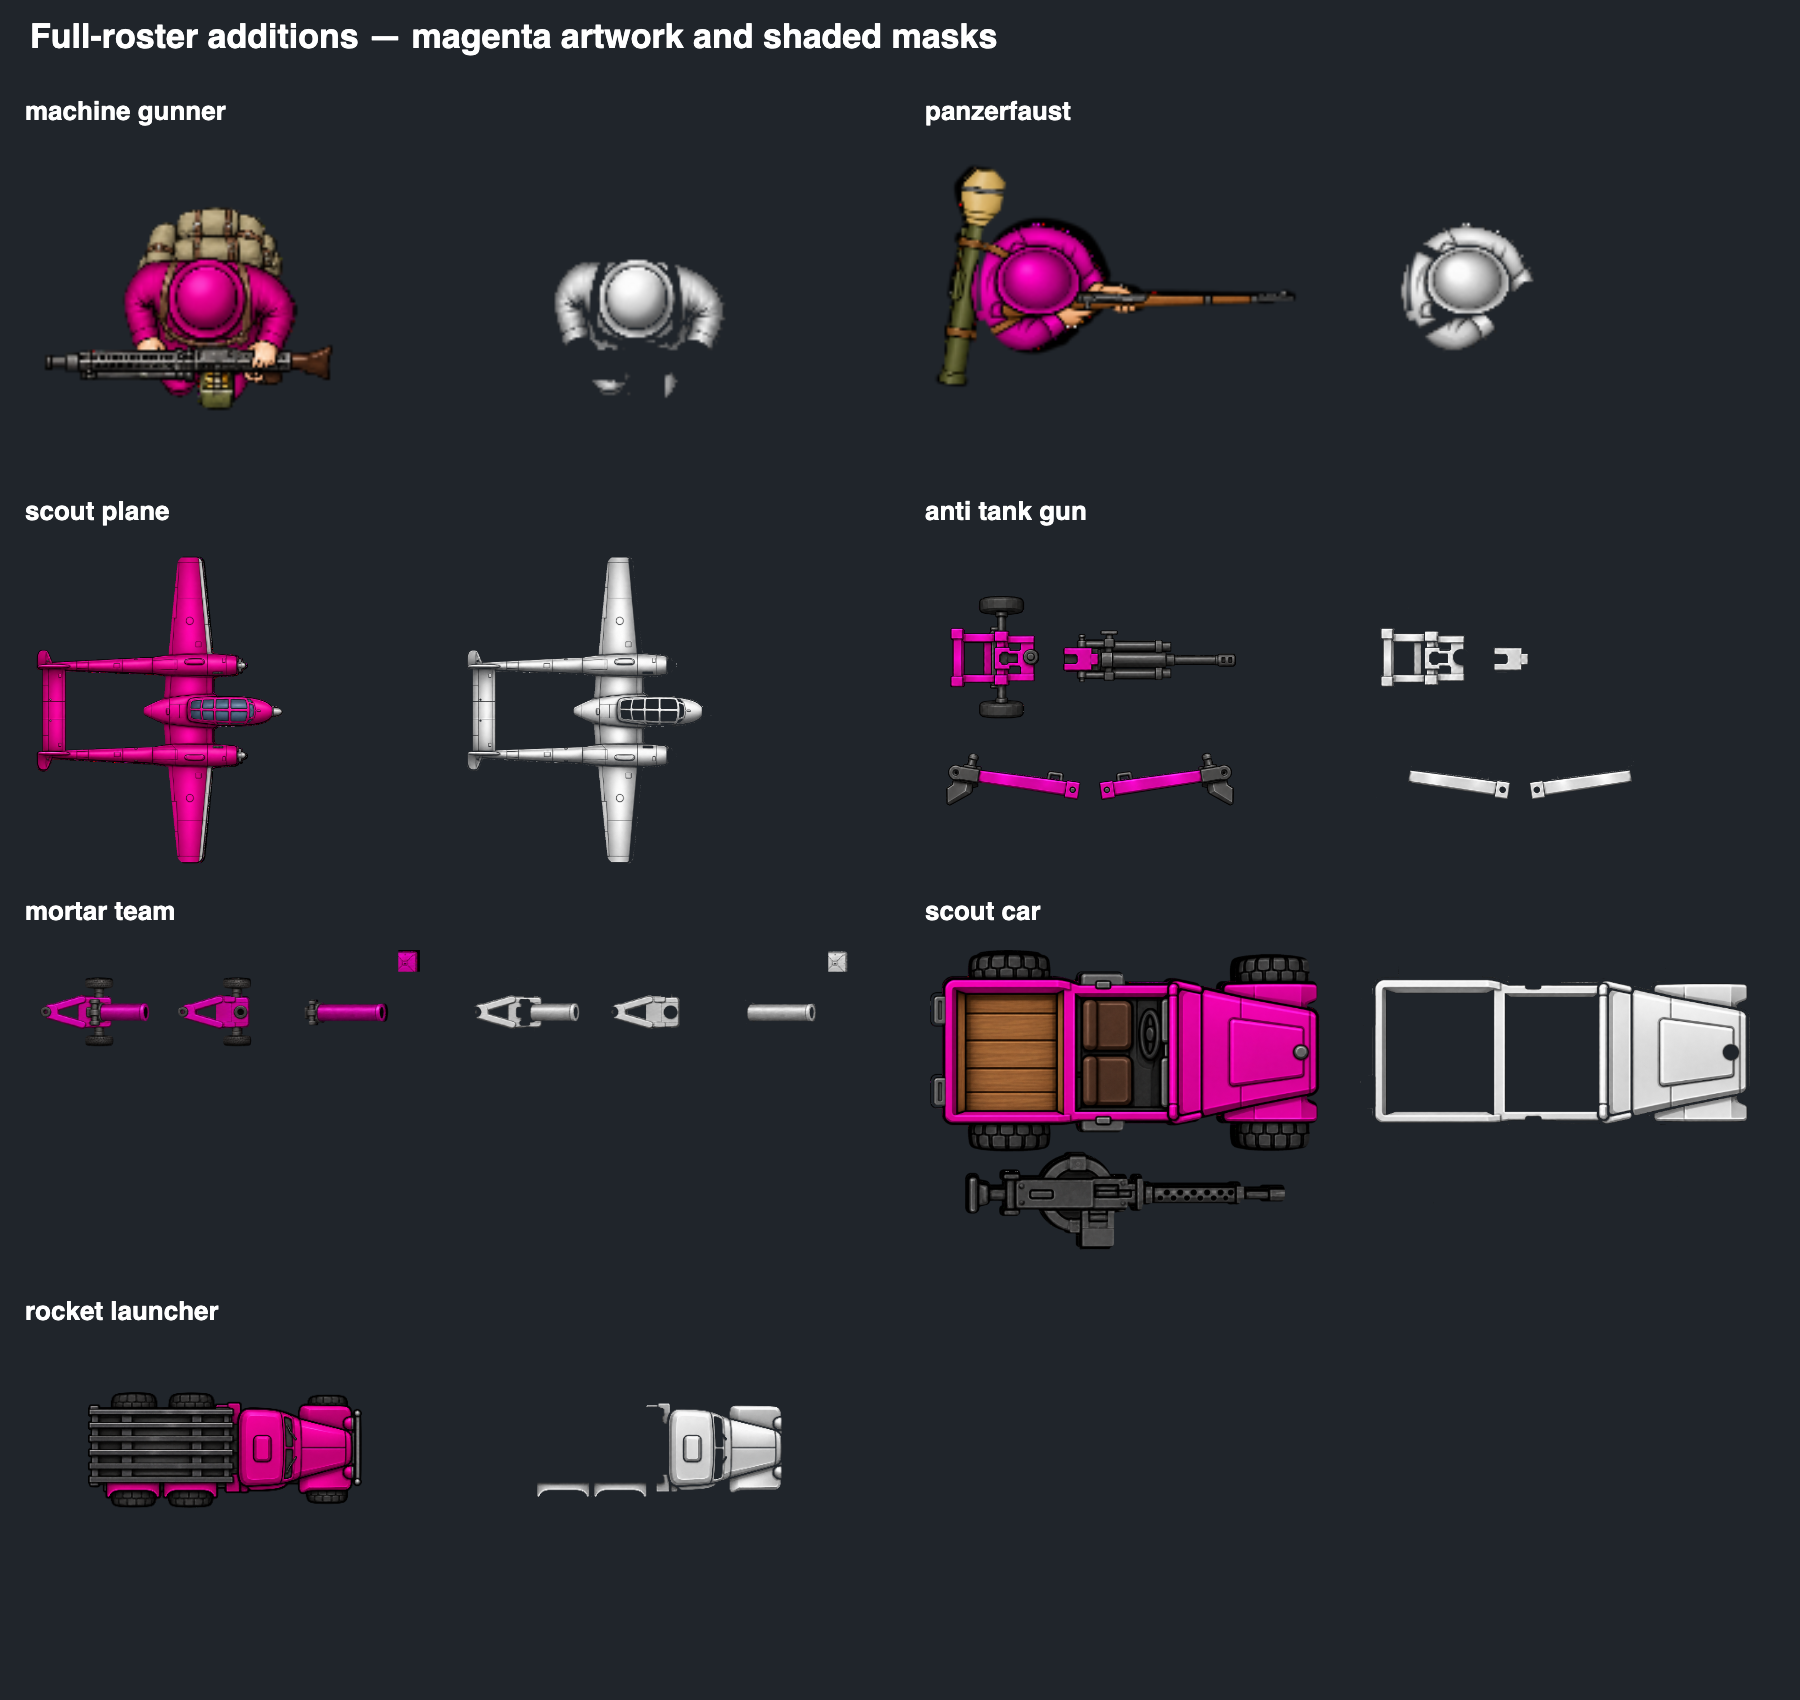 Full-roster additions — magenta artwork and shaded masks
machine gunner
panzerfaust
scout plane
anti tank gun
mortar team
scout car
rocket launcher